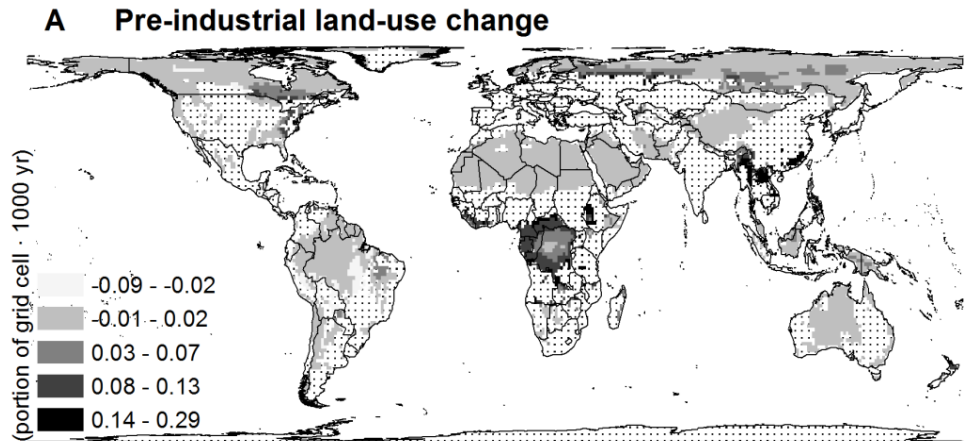 A Pre-industrial land-use change
(portion of grid cell · 1000 yr)
-0.09 - -0.02
-0.01 - 0.02
0.03 - 0.07
0.08 - 0.13
0.14 - 0.29